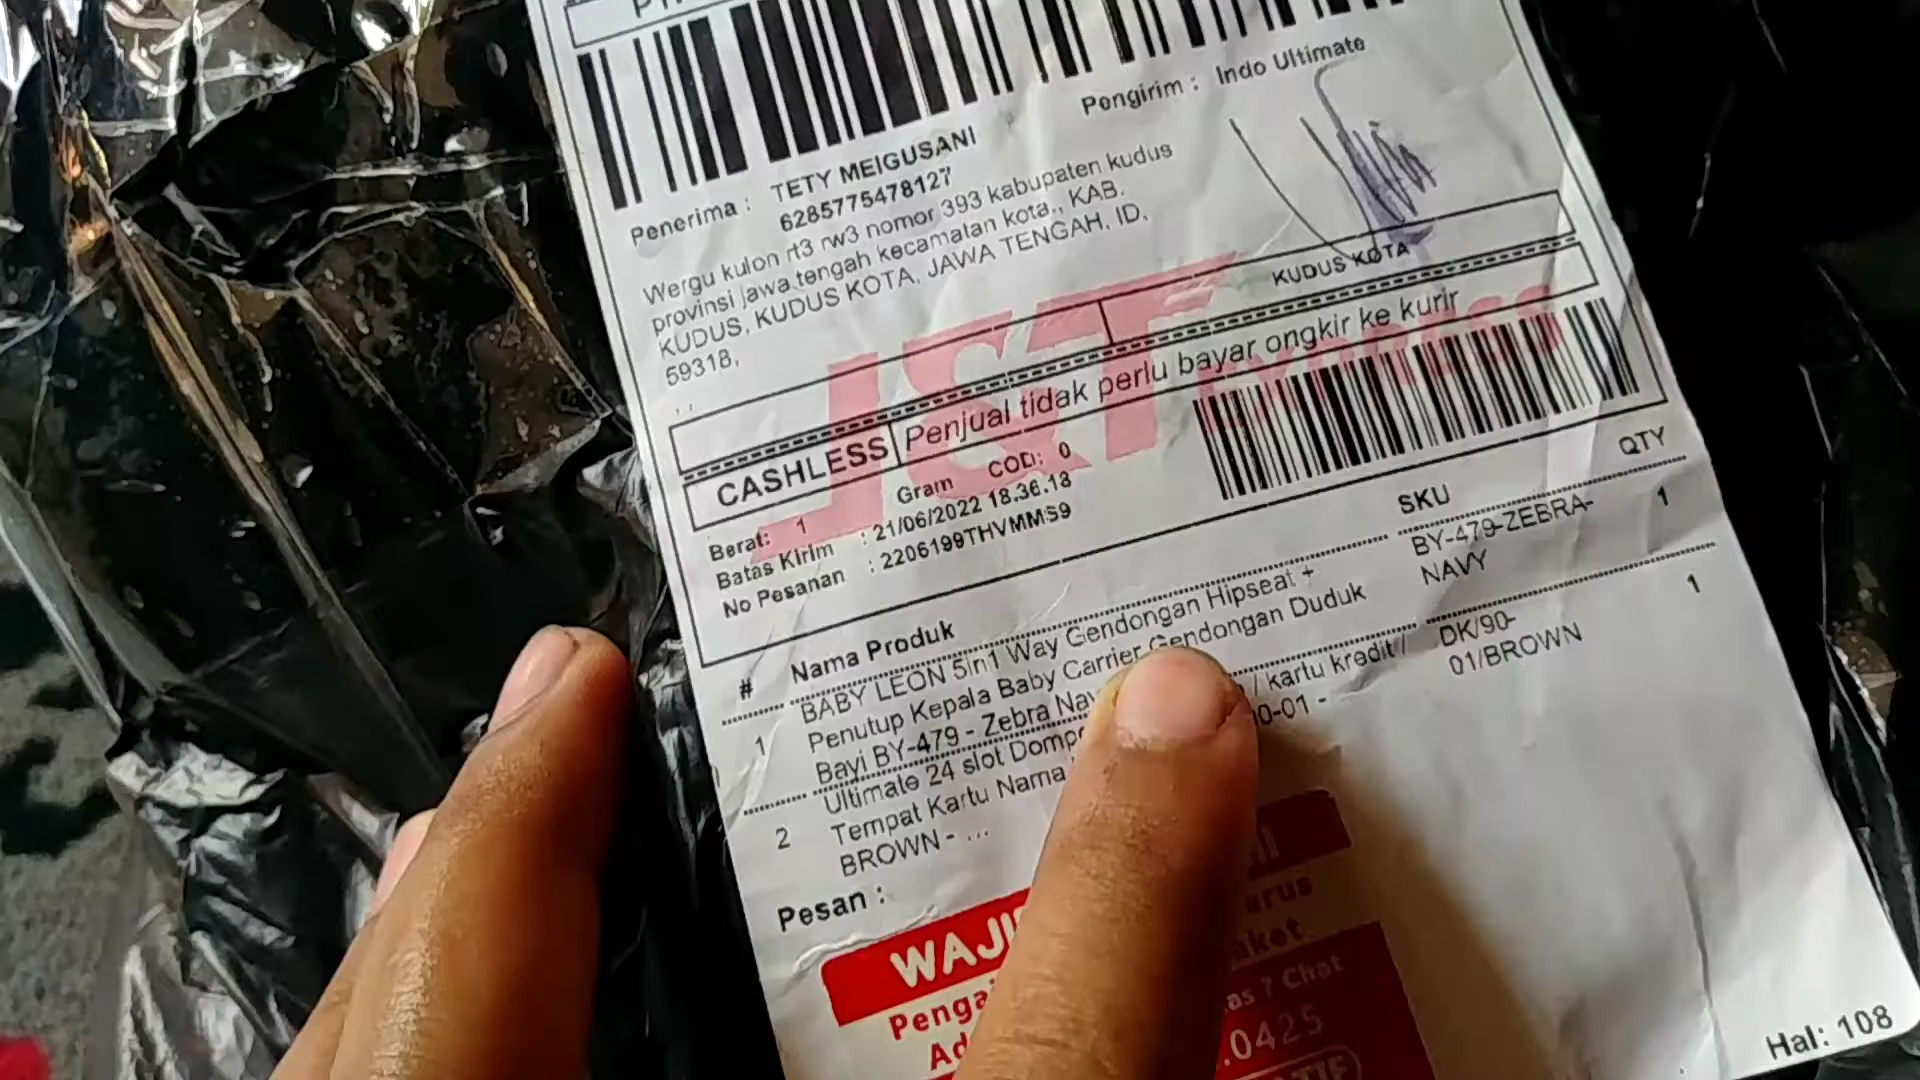 Pengirim : Indo Ultimate
Penerima : TETY MEIGUSANI
6285775478127
Wergu kulon rt3 rw3 nomor 393 kabupaten kudus
provinsi jawa tengah kecamatan kota., KAB.
KUDUS, KUDUS KOTA, JAWA TENGAH, ID,
59318,
, ,
KUDUS KOTA
J&T EXPRESS
CASHLESS Penjual tidak perlu bayar ongkir ke kurir
Berat: 1 Gram COD: 0
Batas Kirim : 21/06/2022 18.36.18
No Pesanan : 2206199THVMMS9
# Nama Produk SKU QTY
1 BABY LEON 5in1 Way Gendongan Hipseat + BY-479-ZEBRA- 1
Penutup Kepala Baby Carrier Gendongan Duduk NAVY
Bayi BY-479 - Zebra
2 Ultimate 24 slot / kartu kredit / DK/90- 1
Tempat Kartu Nama 01/BROWN
BROWN - ...
Pesan :
Chat
.0425
Hal: 108